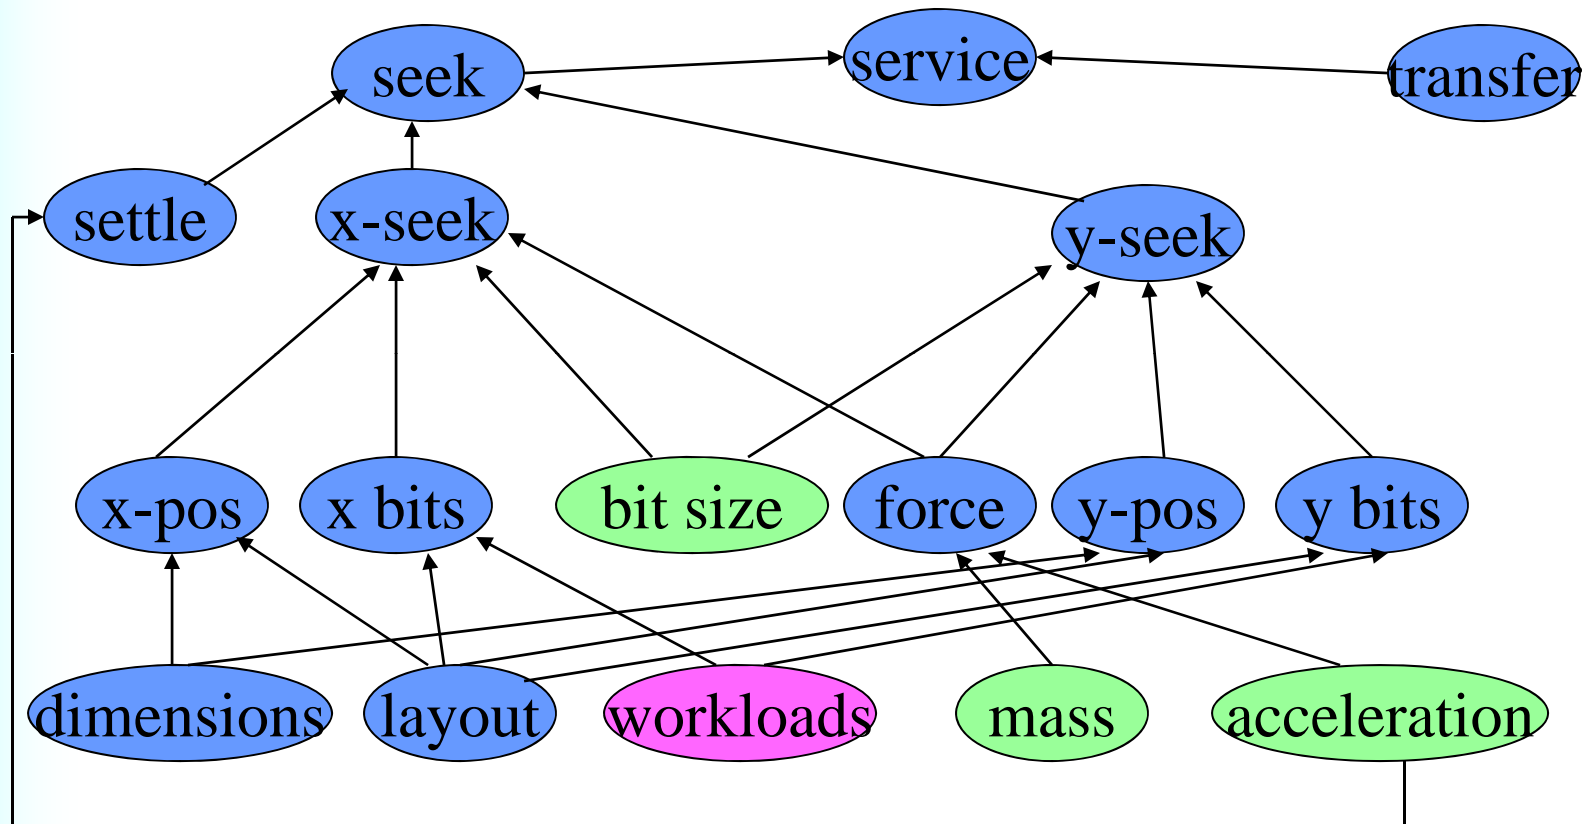 seek
service
transfer
settle
x-seek
y-seek
x-pos
x bits
bit size
force
y-pos
y bits
dimensions
layout
workloads
mass
acceleration